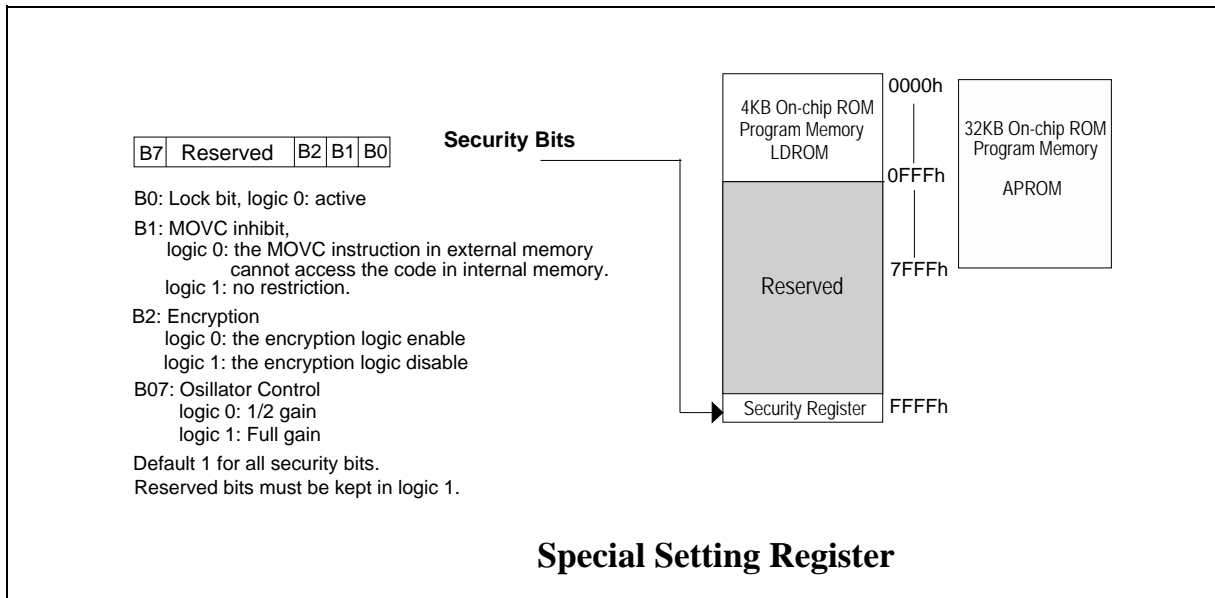 B7 Reserved B2 B1 B0
Security Bits
B0: Lock bit, logic 0: active
B1: MOVC inhibit,
logic 0: the MOVC instruction in external memory
cannot access the code in internal memory.
logic 1: no restriction.
B2: Encryption
logic 0: the encryption logic enable
logic 1: the encryption logic disable
B07: Osillator Control
logic 0: 1/2 gain
logic 1: Full gain
Default 1 for all security bits.
Reserved bits must be kept in logic 1.
4KB On-chip ROM
Program Memory
LDROM
Reserved
Security Register
0000h
0FFFh
7FFFh
FFFFh
32KB On-chip ROM
Program Memory
APROM
Special Setting Register